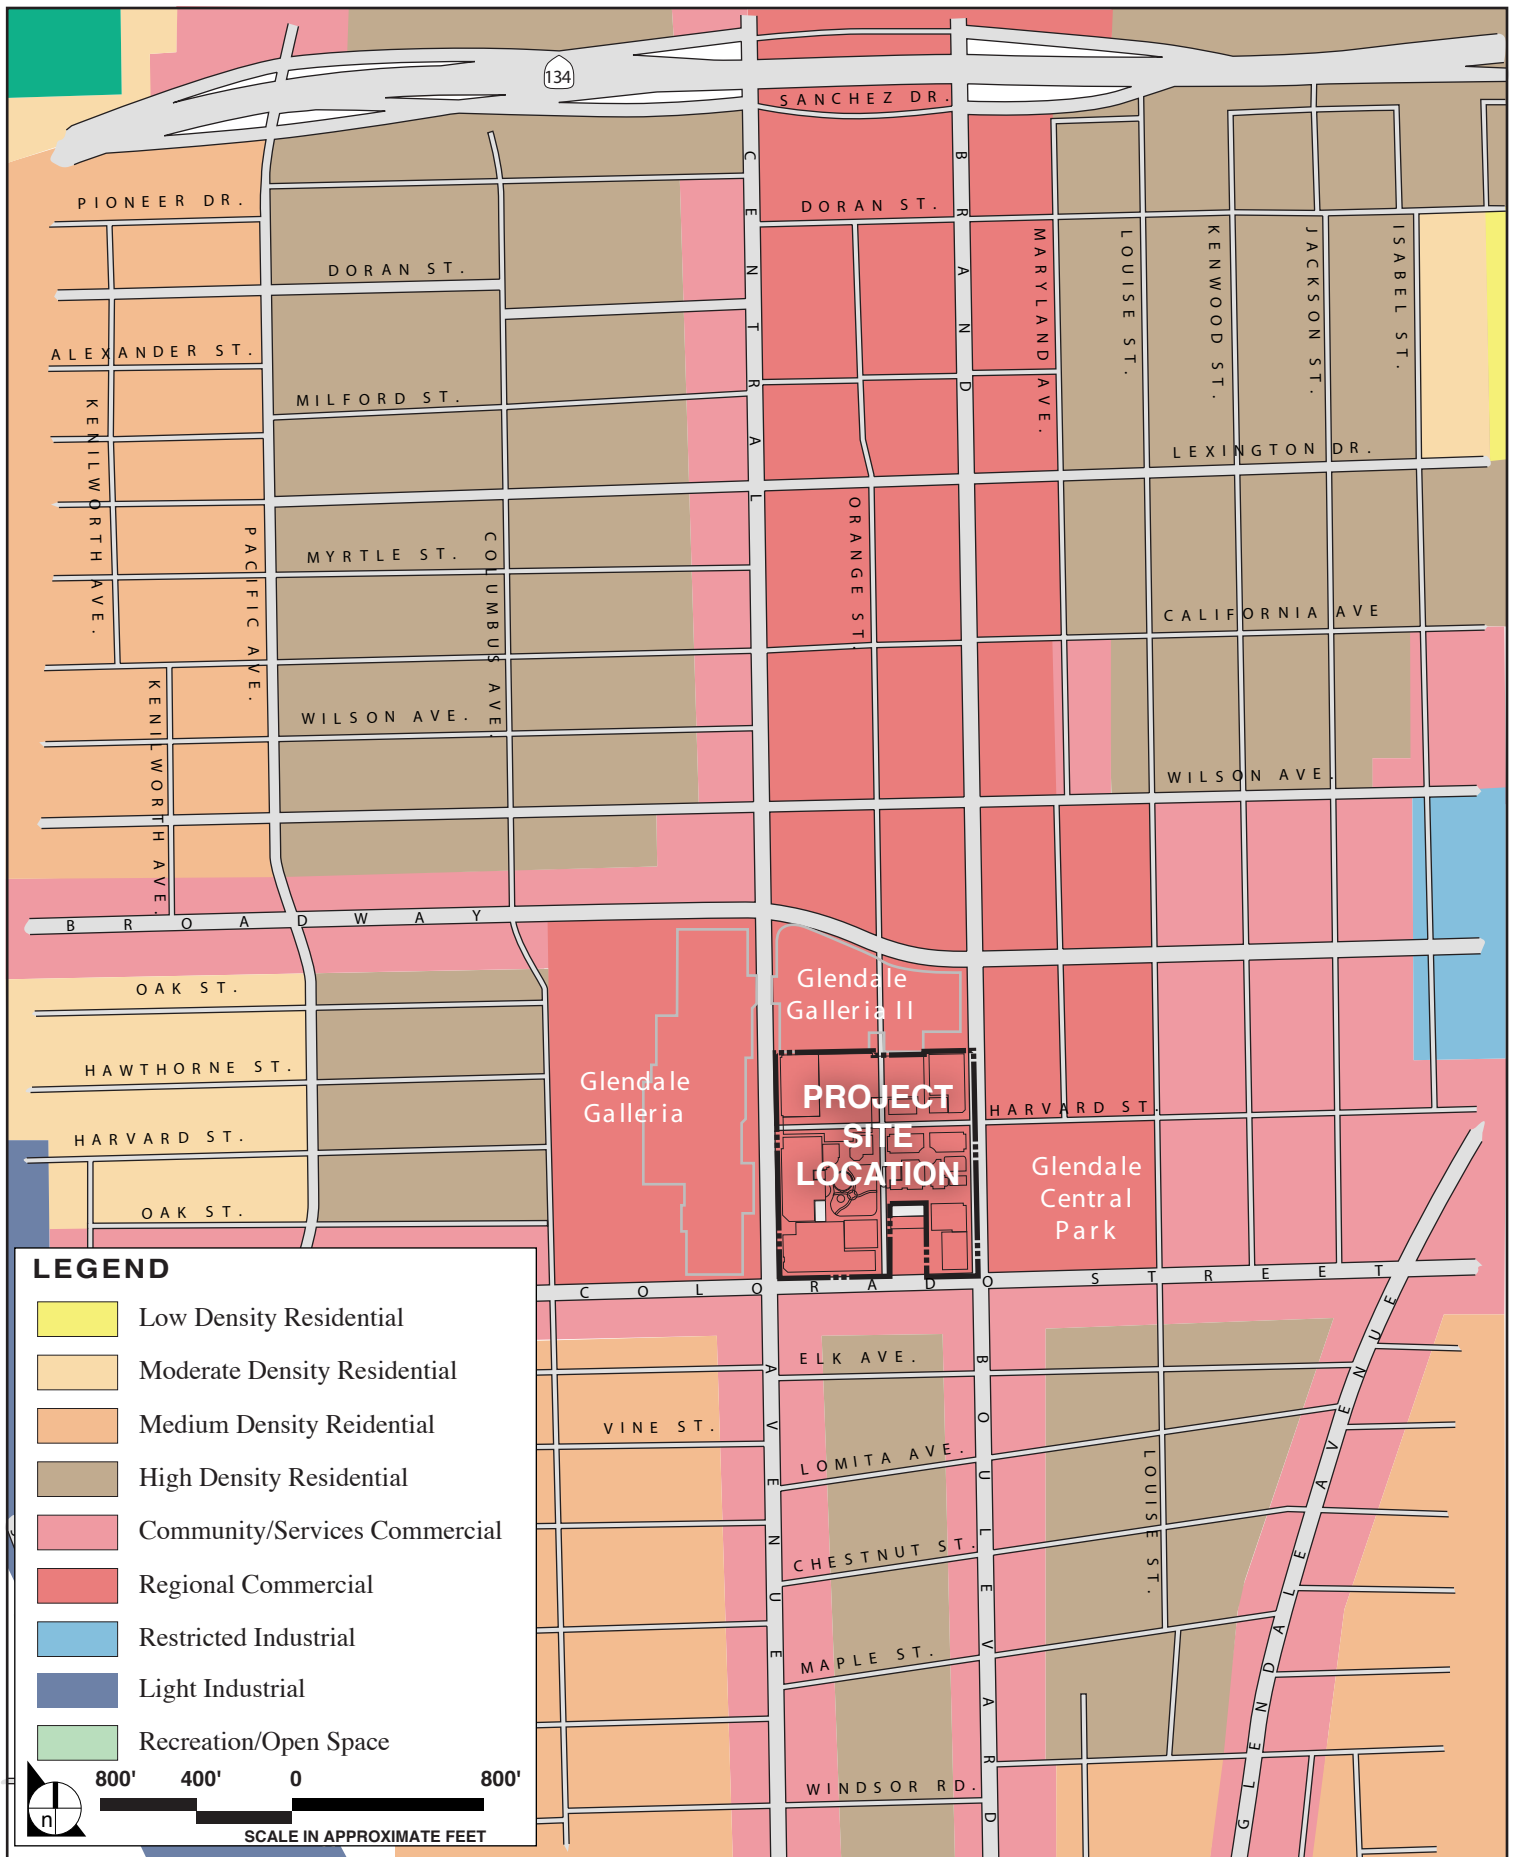 134
SANCHEZ DR.
PIONEER DR.
DORAN ST.
DORAN ST.
ALEXANDER ST.
MILFORD ST.
LEXINGTON DR.
MYRTLE ST.
CALIFORNIA AVE
WILSON AVE.
WILSON AVE.
KENILWORTH AVE.
KENILWORTH AVE.
PACIFIC AVE.
COLUMBUS AVE.
CENTRAL
ORANGE ST.
BRAND
MARYLAND AVE.
LOUISE ST.
KENWOOD ST.
JACKSON ST.
ISABEL ST.
BROADWAY
OAK ST.
HAWTHORNE ST.
HARVARD ST.
OAK ST.
Glendale
Galleria II
Glendale
Galleria
PROJECT
SITE
LOCATION
HARVARD ST.
Glendale
Central
Park
COLORADO STREET
ELK AVE.
VINE ST.
LOMITA AVE.
CHESTNUT ST.
MAPLE ST.
WINDSOR RD.
AVENUE
BOULEVARD
LOUISE ST.
GLENDALE AVENUE
LEGEND
Low Density Residential
Moderate Density Residential
Medium Density Reidential
High Density Residential
Community/Services Commercial
Regional Commercial
Restricted Industrial
Light Industrial
Recreation/Open Space
n
800' 400' 0 800'
SCALE IN APPROXIMATE FEET